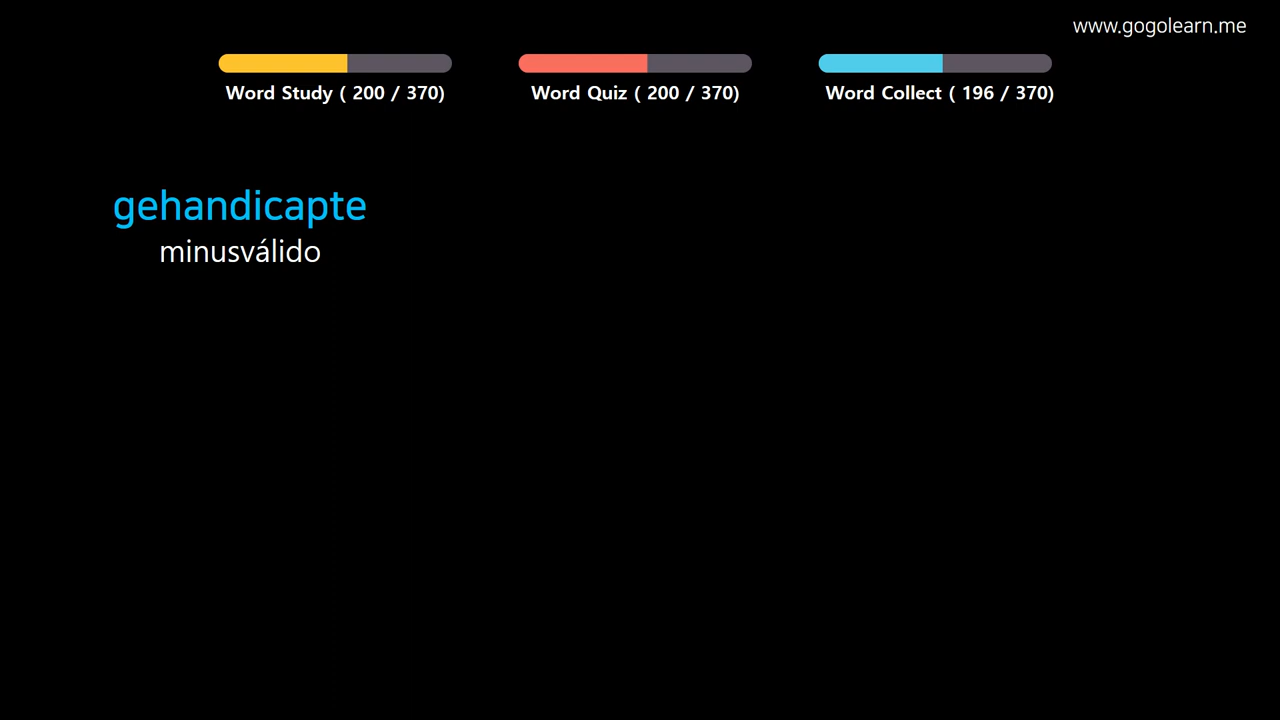 www.gogolearn.me
Word Study ( 200 / 370)
Word Quiz ( 200 / 370)
Word Collect ( 196 / 370)
gehandicapte
minusválido